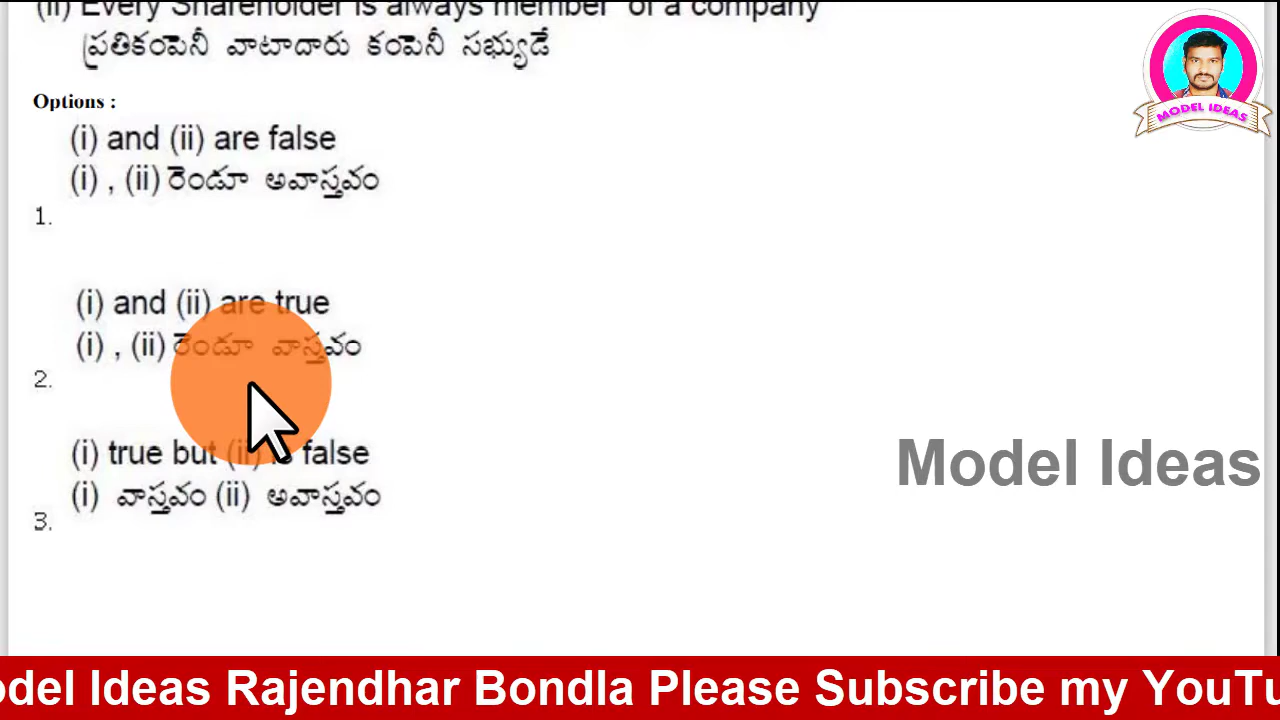 (ii) Every Shareholder is always member of a company
ప్రతికంపెనీ వాటాదారు కంపెనీ సభ్యుడే
Options :
(i) and (ii) are false
(i) , (ii) రెండూ అవాస్తవం
1.
(i) and (ii) are true
(i) , (ii) రెండూ వాస్తవం
2.
(i) true but (ii) is false
(i) వాస్తవం (ii) అవాస్తవం
3.
MODEL IDEAS
Model Ideas
odel Ideas Rajendhar Bondla Please Subscribe my YouTu